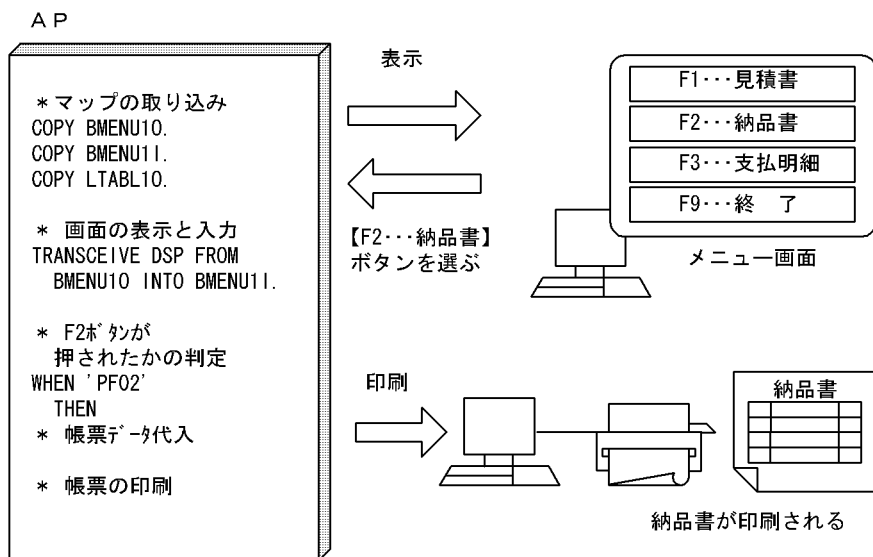 ＡＰ
＊マップの取り込み
COPY BMENU1O.
COPY BMENU1I.
COPY LTABL1O.
＊ 画面の表示と入力
TRANSCEIVE DSP FROM
BMENU1O INTO BMENU1I.
＊ F2ﾎﾞﾀﾝが
押されたかの判定
WHEN 'PF02'
THEN
＊ 帳票ﾃﾞｰﾀ代入
＊ 帳票の印刷
表示
【F2･･･納品書】
ボタンを選ぶ
F1･･･見積書
F2･･･納品書
F3･･･支払明細
F9･･･終　了
メニュー画面
印刷
納品書
納品書が印刷される